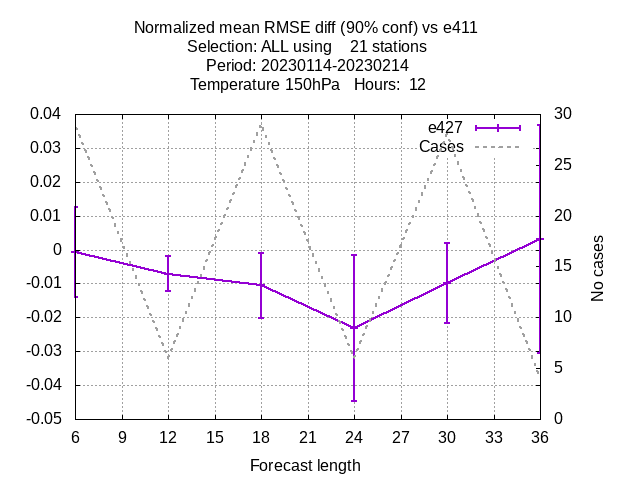 Normalized mean RMSE diff (90% conf) vs e411
Selection: ALL using    21 stations
Period: 20230114-20230214
Temperature 150hPa   Hours:  12
e427
Cases
0.04
0.03
0.02
0.01
0
-0.01
-0.02
-0.03
-0.04
-0.05
30
25
20
15
10
5
0
No cases
6 9 12 15 18 21 24 27 30 33 36
Forecast length